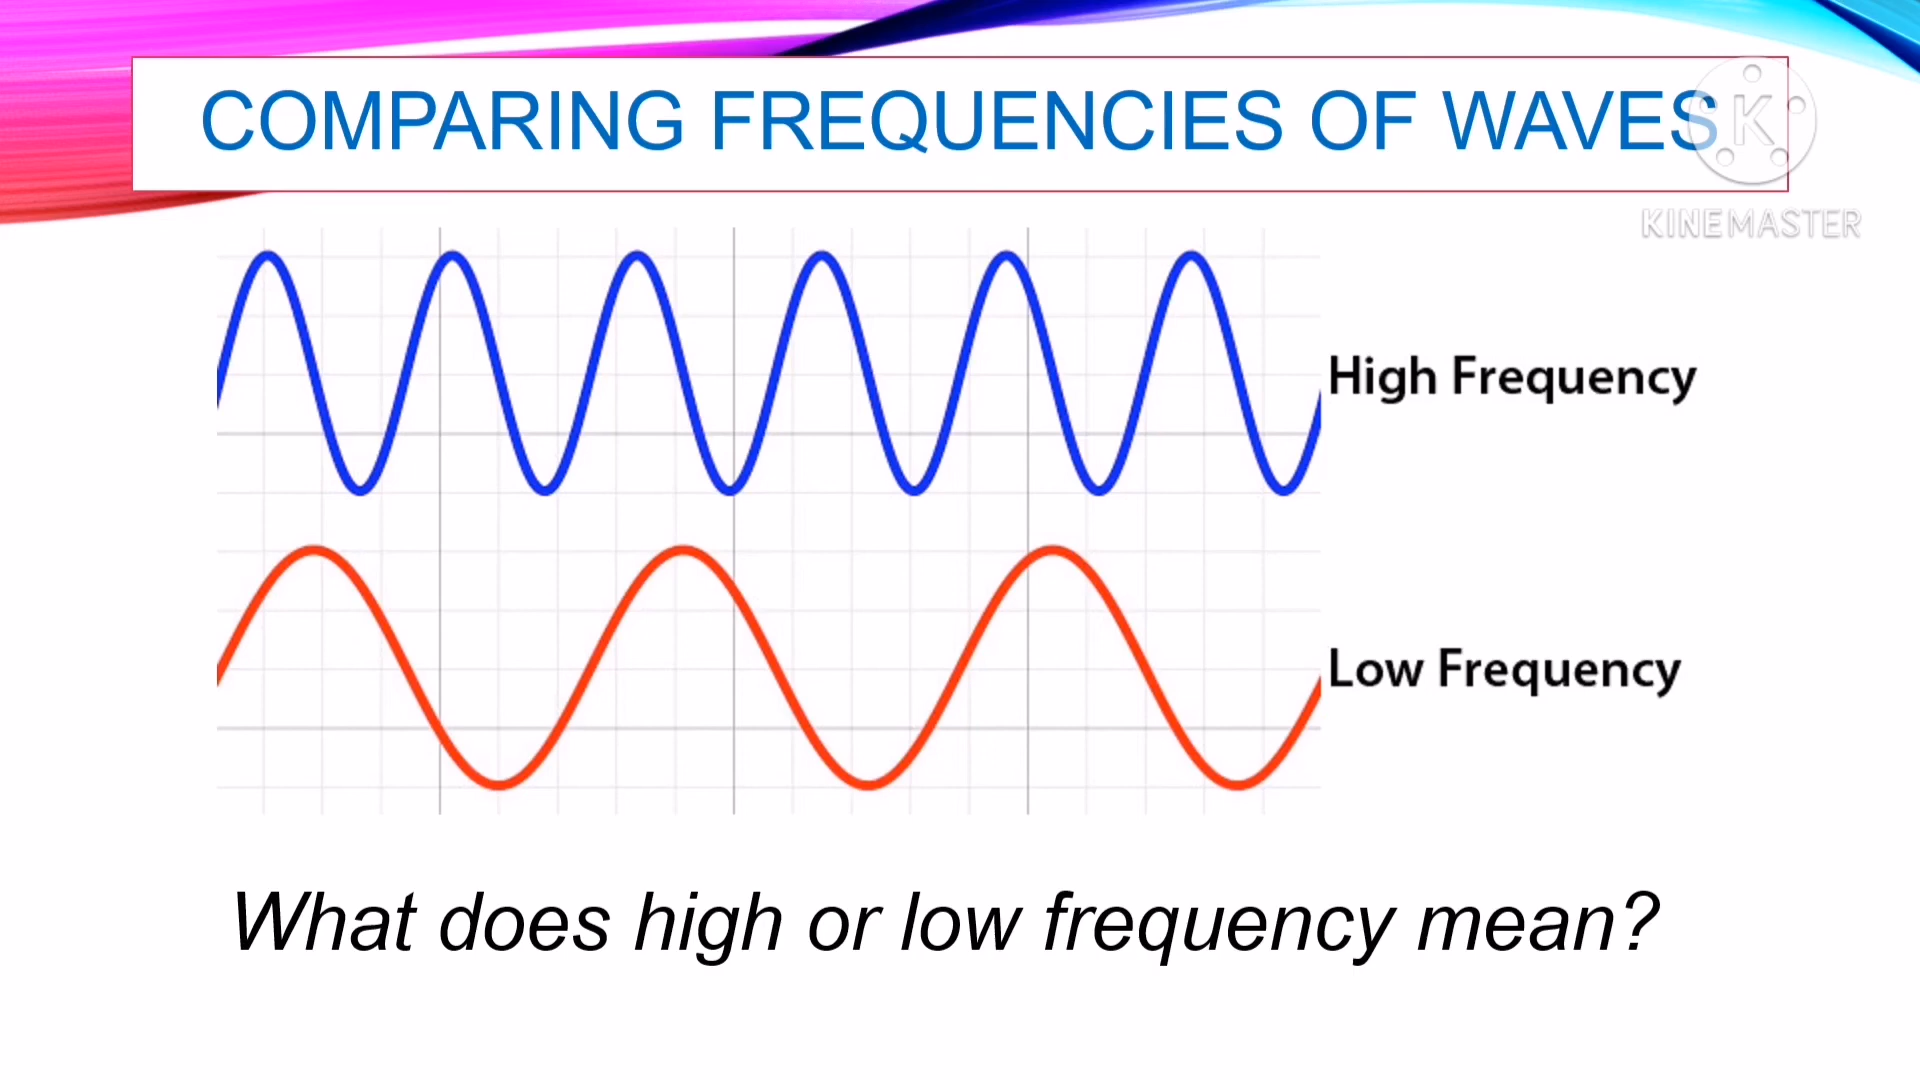 COMPARING FREQUENCIES OF WAVES
K
KINEMASTER
High Frequency
Low Frequency
What does high or low frequency mean?